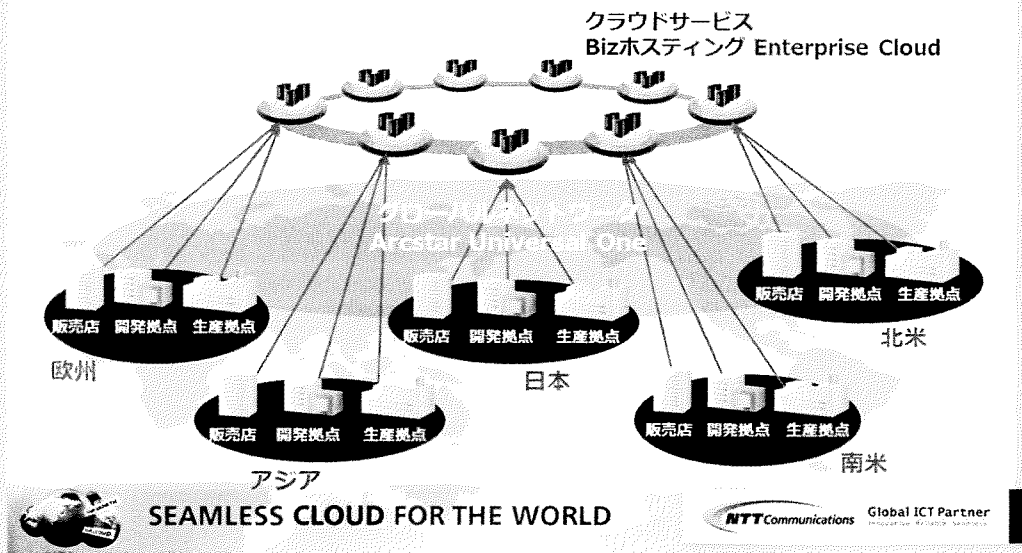 クラウドサービス
Bizホスティング Enterprise Cloud
グローバルネットワーク
Arcstar Universal One
販売店 開発拠点 生産拠点
北米
販売店 開発拠点 生産拠点
欧州
販売店 開発拠点 生産拠点
日本
販売店 開発拠点 生産拠点
アジア
販売店 開発拠点 生産拠点
南米
SEAMLESS CLOUD FOR THE WORLD
NTT Communications
Global ICT Partner
Innovative. Reliable. Seamless.